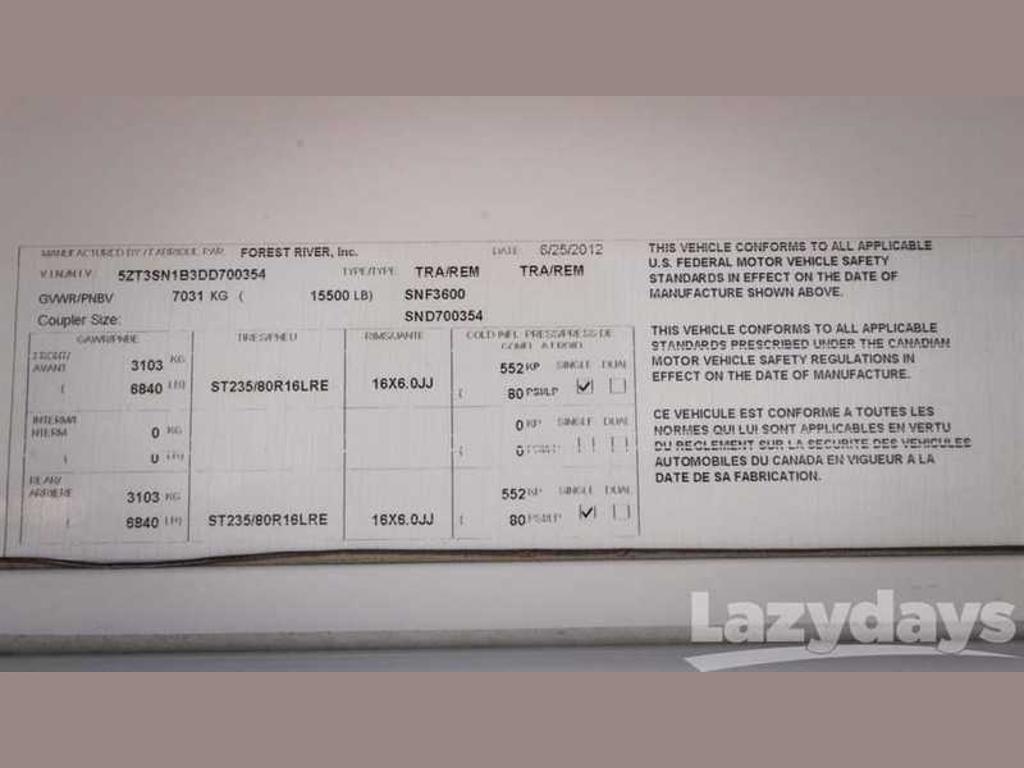 MANUFACTURED BY / FABRIQUE PAR FOREST RIVER, Inc. DATE 6/25/2012
V.I.N./N.I.V. 5ZT3SN1B3DD700354 TYPE/TYPE TRA/REM TRA/REM
GVWR/PNBV 7031 KG ( 15500 LB) SNF3600
Coupler Size: SND700354
GAWR/PNBE TIRES/PNEU RIMS/JANTE COLD INFL. PRESS/PRESS DE
GONFL. A FROID
FRONT/ AVANT 3103 KG 552 KP SINGLE DUAL
( 6840 LB) ST235/80R16LRE 16X6.0JJ ( 80 PSI/LP
INTERM/ INTERM 0 KG 0 KP SINGLE DUAL
( 0 LB) ( 0 PSI/LP
REAR/ ARRIERE 3103 KG 552 KP SINGLE DUAL
( 6840 LB) ST235/80R16LRE 16X6.0JJ ( 80 PSI/LP
THIS VEHICLE CONFORMS TO ALL APPLICABLE
U.S. FEDERAL MOTOR VEHICLE SAFETY
STANDARDS IN EFFECT ON THE DATE OF
MANUFACTURE SHOWN ABOVE.
THIS VEHICLE CONFORMS TO ALL APPLICABLE
STANDARDS PRESCRIBED UNDER THE CANADIAN
MOTOR VEHICLE SAFETY REGULATIONS IN
EFFECT ON THE DATE OF MANUFACTURE.
CE VEHICULE EST CONFORME A TOUTES LES
NORMES QUI LUI SONT APPLICABLES EN VERTU
DU REGLEMENT SUR LA SECURITE DES VEHICULES
AUTOMOBILES DU CANADA EN VIGUEUR A LA
DATE DE SA FABRICATION.
Lazydays